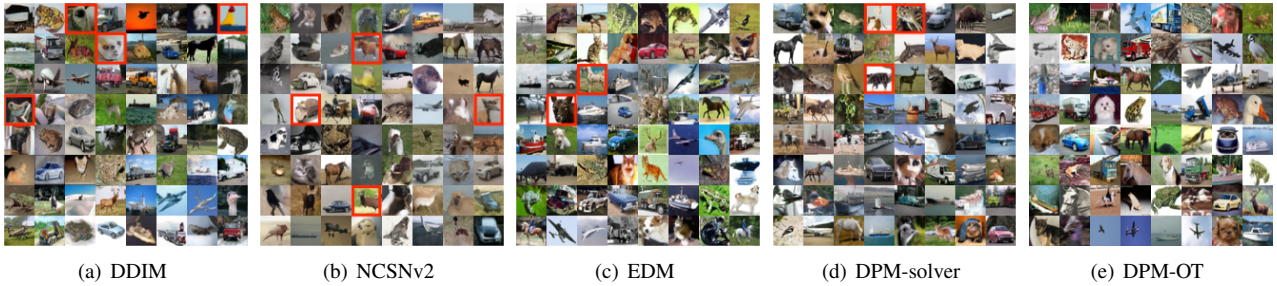 (a) DDIM
(b) NCSNv2
(c) EDM
(d) DPM-solver
(e) DPM-OT